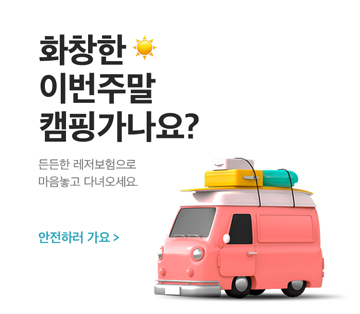 화창한
이번주말
캠핑가나요?
든든한 레저보험으로
마음놓고 다녀오세요.
안전하러 가요 >